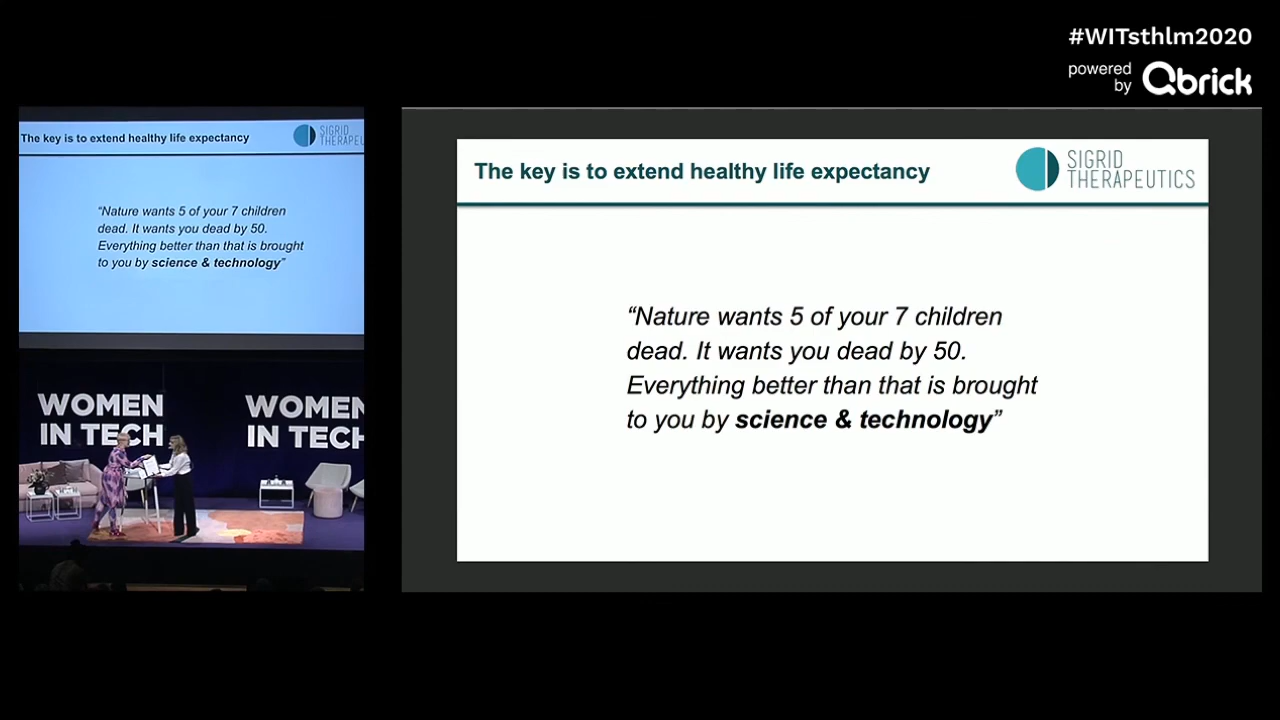 #WITsthlm2020
powered
by Qbrick
The key is to extend healthy life expectancy
SIGRID
THERAPEU
“Nature wants 5 of your 7 children
dead. It wants you dead by 50.
Everything better than that is brought
to you by science & technology”
WOMEN
IN TECH
WOMEN
IN TECH
The key is to extend healthy life expectancy
SIGRID
THERAPEUTICS
“Nature wants 5 of your 7 children
dead. It wants you dead by 50.
Everything better than that is brought
to you by science & technology”